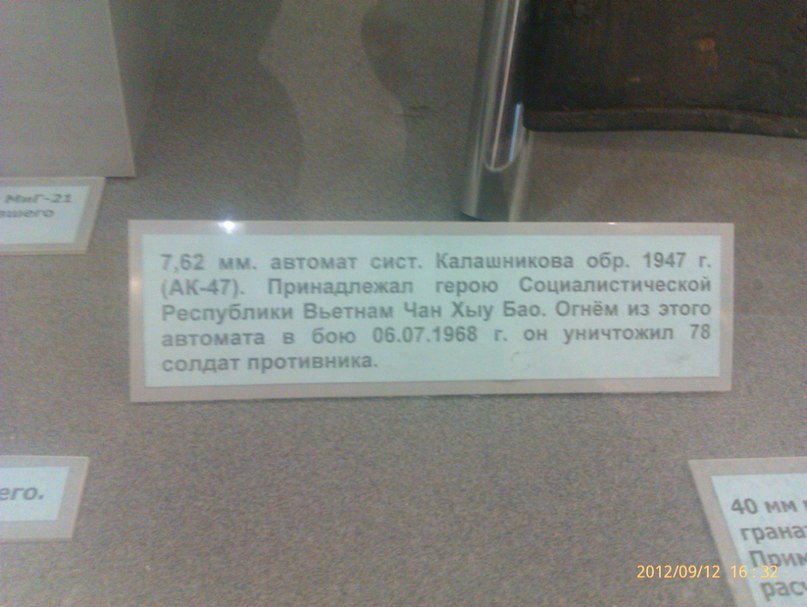 МиГ-21
7,62 мм. автомат сист. Калашникова обр. 1947 г.
(АК-47). Принадлежал герою Социалистической
Республики Вьетнам Чан Хыу Бао. Огнём из этого
автомата в бою 06.07.1968 г. он уничтожил 78
солдат противника.
его.
40 мм
2012/09/12 16:32